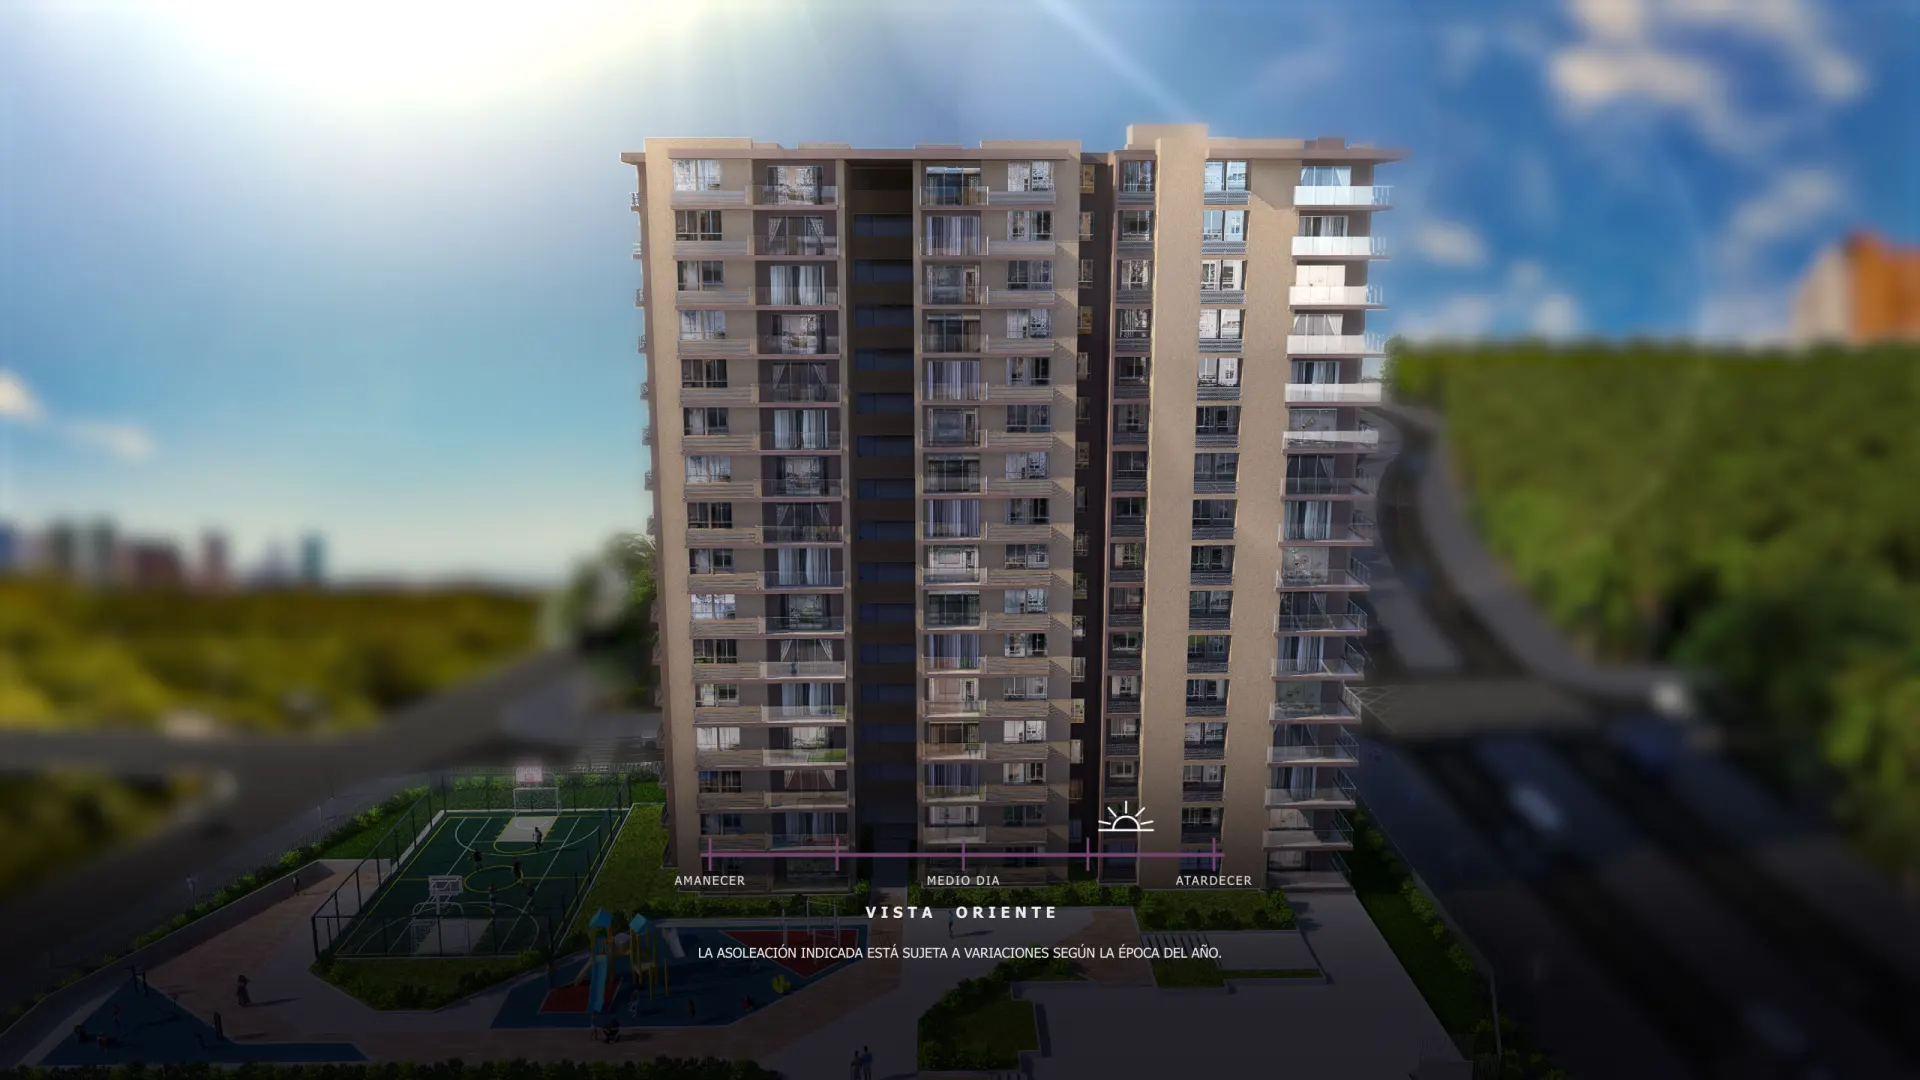 AMANECER MEDIO DIA ATARDECER
VISTA ORIENTE
LA ASOLEACIÓN INDICADA ESTÁ SUJETA A VARIACIONES SEGÚN LA ÉPOCA DEL AÑO.